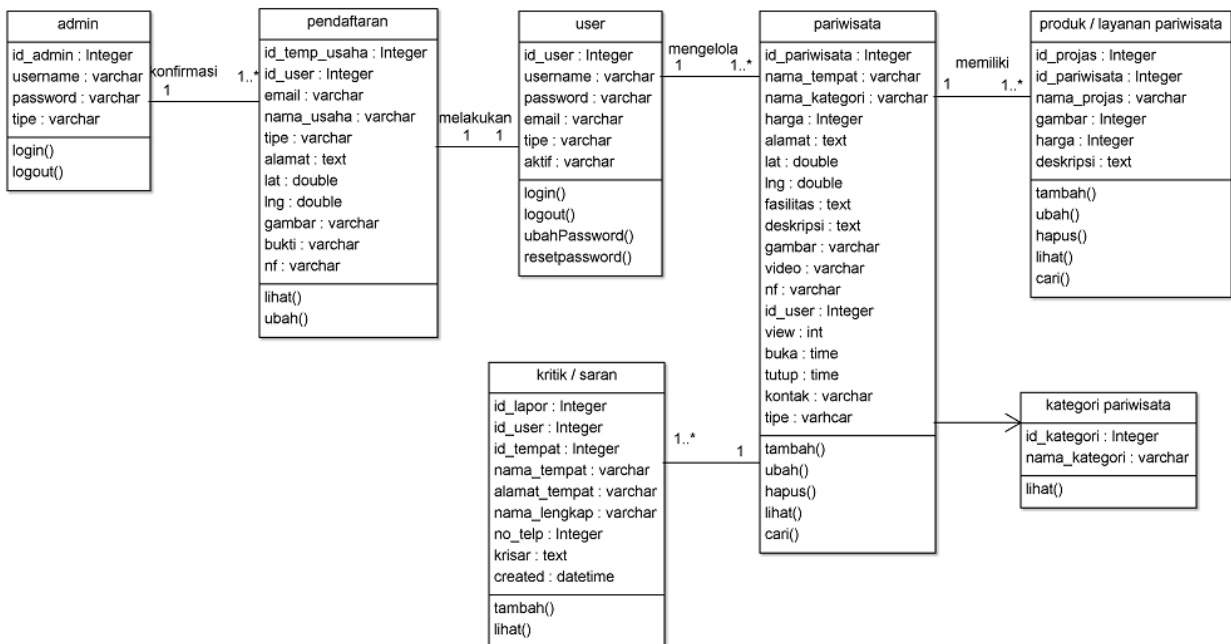 admin
id_admin : Integer
username : varchar
password : varchar
tipe : varchar
login()
logout()
konfirmasi
1
1..*
pendaftaran
id_temp_usaha : Integer
id_user : Integer
email : varchar
nama_usaha : varchar
tipe : varchar
alamat : text
lat : double
lng : double
gambar : varchar
bukti : varchar
nf : varchar
lihat()
ubah()
melakukan
1
1
user
id_user : Integer
username : varchar
password : varchar
email : varchar
tipe : varchar
aktif : varchar
login()
logout()
ubahPassword()
resetpassword()
mengelola
1
1..*
pariwisata
id_pariwisata : Integer
nama_tempat : varchar
nama_kategori : varchar
harga : Integer
alamat : text
lat : double
lng : double
fasilitas : text
deskripsi : text
gambar : varchar
video : varchar
nf : varchar
id_user : Integer
view : int
buka : time
tutup : time
kontak : varchar
tipe : varhcar
tambah()
ubah()
hapus()
lihat()
cari()
memiliki
1
1..*
produk / layanan pariwisata
id_projas : Integer
id_pariwisata : Integer
nama_projas : varchar
gambar : Integer
harga : Integer
deskripsi : text
tambah()
ubah()
hapus()
lihat()
cari()
kritik / saran
id_lapor : Integer
id_user : Integer
id_tempat : Integer
nama_tempat : varchar
alamat_tempat : varchar
nama_lengkap : varchar
no_telp : Integer
krisar : text
created : datetime
tambah()
lihat()
1..*
1
kategori pariwisata
id_kategori : Integer
nama_kategori : varchar
lihat()